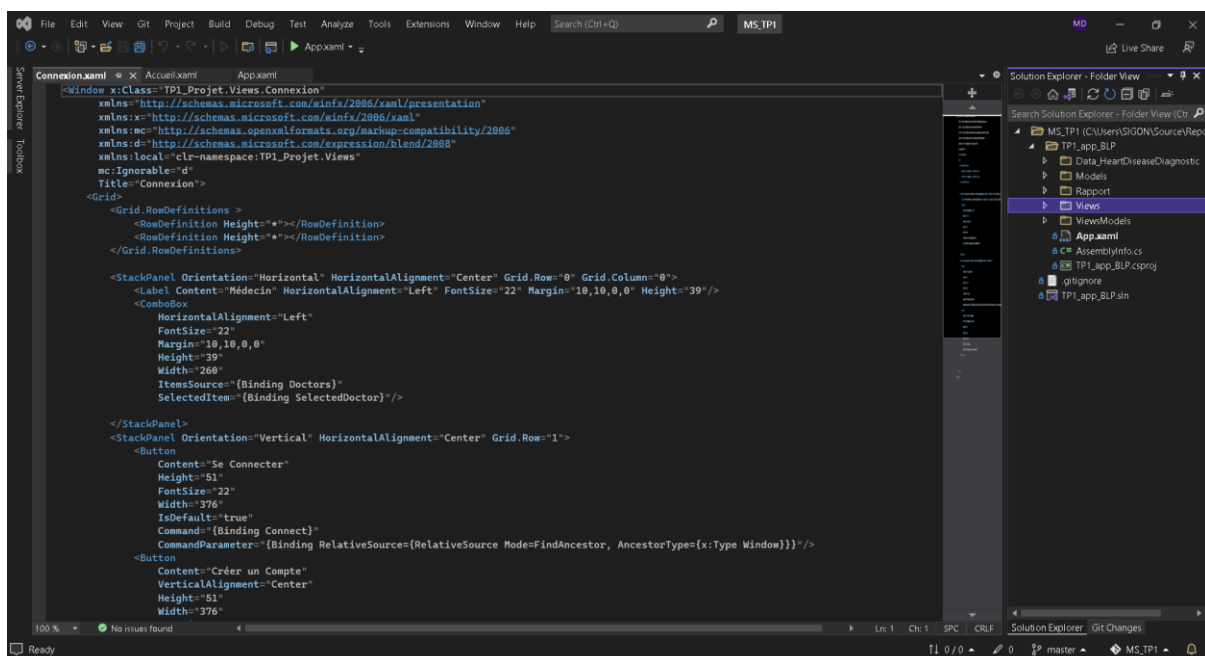 File Edit View Git Project Build Debug Test Analyze Tools Extensions Window Help Search (Ctrl+Q) MS_TP1 MD
App.xaml Live Share
Connexion.xaml Accueil.xaml App.xaml
Server Explorer
Toolbox
<Window x:Class="TP1_Projet.Views.Connexion"
xmlns="http://schemas.microsoft.com/winfx/2006/xaml/presentation"
xmlns:x="http://schemas.microsoft.com/winfx/2006/xaml"
xmlns:mc="http://schemas.openxmlformats.org/markup-compatibility/2006"
xmlns:d="http://schemas.microsoft.com/expression/blend/2008"
xmlns:local="clr-namespace:TP1_Projet.Views"
mc:Ignorable="d"
Title="Connexion">
<Grid>
<Grid.RowDefinitions >
<RowDefinition Height="*"></RowDefinition>
<RowDefinition Height="*"></RowDefinition>
</Grid.RowDefinitions>
<StackPanel Orientation="Horizontal" HorizontalAlignment="Center" Grid.Row="0" Grid.Column="0">
<Label Content="Médecin" HorizontalAlignment="Left" FontSize="22" Margin="10,10,0,0" Height="39"/>
<ComboBox
HorizontalAlignment="Left"
FontSize="22"
Margin="10,10,0,0"
Height="39"
Width="260"
ItemsSource="{Binding Doctors}"
SelectedItem="{Binding SelectedDoctor}"/>
</StackPanel>
<StackPanel Orientation="Vertical" HorizontalAlignment="Center" Grid.Row="1">
<Button
Content="Se Connecter"
Height="51"
FontSize="22"
Width="376"
IsDefault="true"
Command="{Binding Connect}"
CommandParameter="{Binding RelativeSource={RelativeSource Mode=FindAncestor, AncestorType={x:Type Window}}}"/>
<Button
Content="Créer un Compte"
VerticalAlignment="Center"
Height="51"
Width="376"
100 % No issues found Ln: 1 Ch: 1 SPC CRLF
Solution Explorer - Folder View
Search Solution Explorer - Folder View (Ctr
MS_TP1 (C:\Users\SIGON\Source\Repo
TP1_app_BLP
Data_HeartDiseaseDiagnostic
Models
Rapport
Views
ViewsModels
App.xaml
C# AssemblyInfo.cs
TP1_app_BLP.csproj
.gitignore
TP1_app_BLP.sln
Solution Explorer Git Changes
Ready 0 / 0 0 master MS_TP1